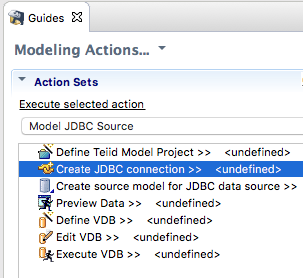 Guides
Modeling Actions...
Action Sets
Execute selected action
Model JDBC Source
Define Teiid Model Project >> <undefined>
Create JDBC connection >> <undefined>
Create source model for JDBC data source >>
Preview Data >> <undefined>
Define VDB >> <undefined>
Edit VDB >> <undefined>
Execute VDB >> <undefined>